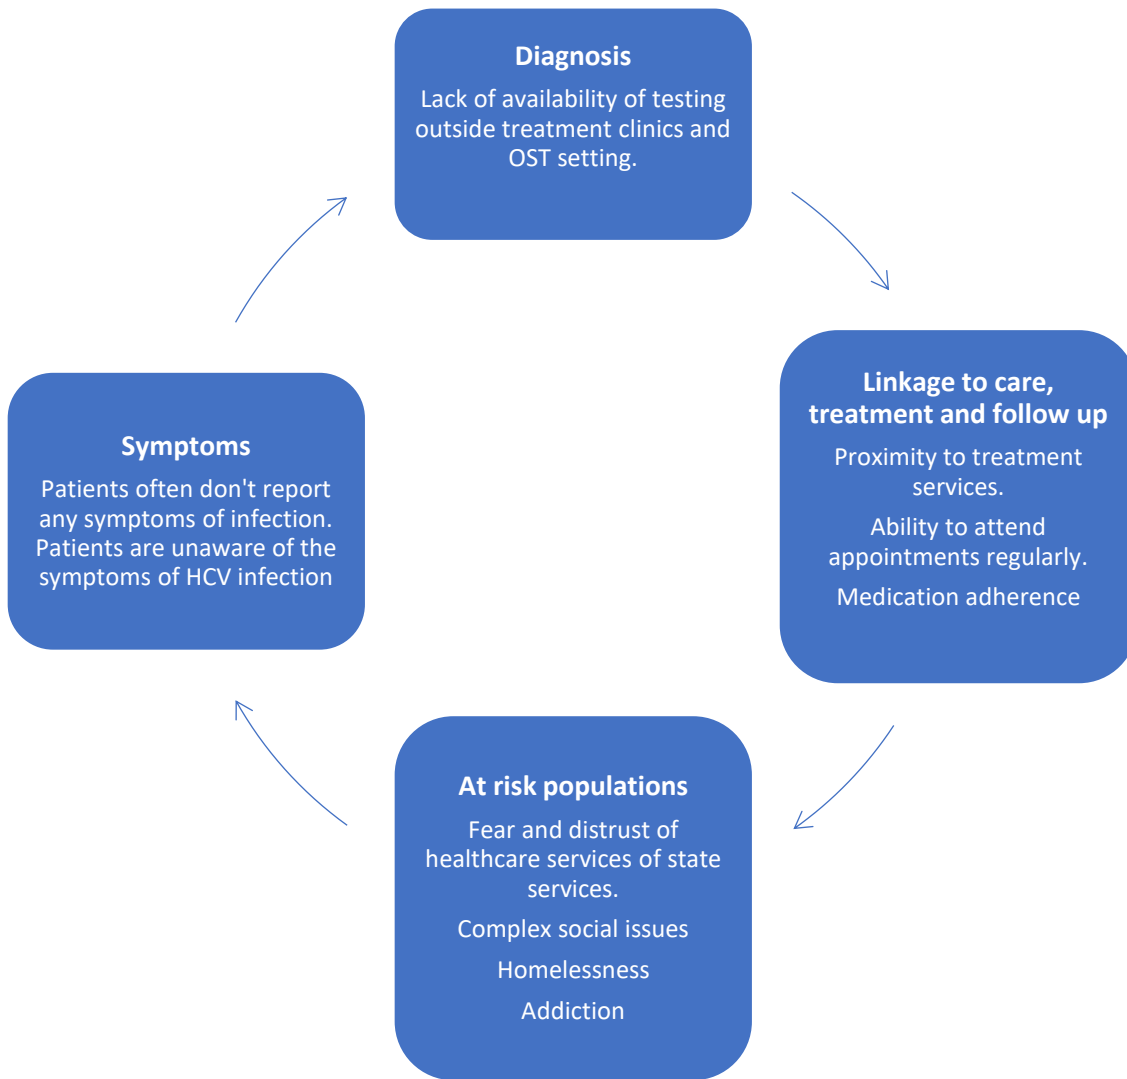 Diagnosis
Lack of availability of testing
outside treatment clinics and
OST setting.
Linkage to care,
treatment and follow up
Proximity to treatment
services.
Ability to attend
appointments regularly.
Medication adherence
At risk populations
Fear and distrust of
healthcare services of state
services.
Complex social issues
Homelessness
Addiction
Symptoms
Patients often don't report
any symptoms of infection.
Patients are unaware of the
symptoms of HCV infection